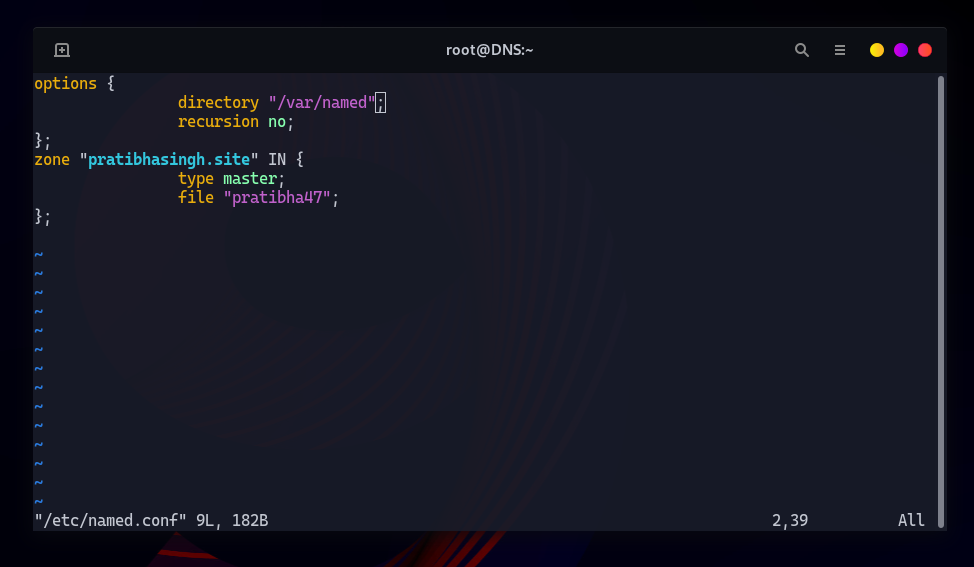 root@DNS:~
options {
                directory "/var/named";
                recursion no;
};
zone "pratibhasingh.site" IN {
                type master;
                file "pratibha47";
};
~
~
~
~
~
~
~
~
~
~
~
~
~
~
"/etc/named.conf" 9L, 182B 2,39 All